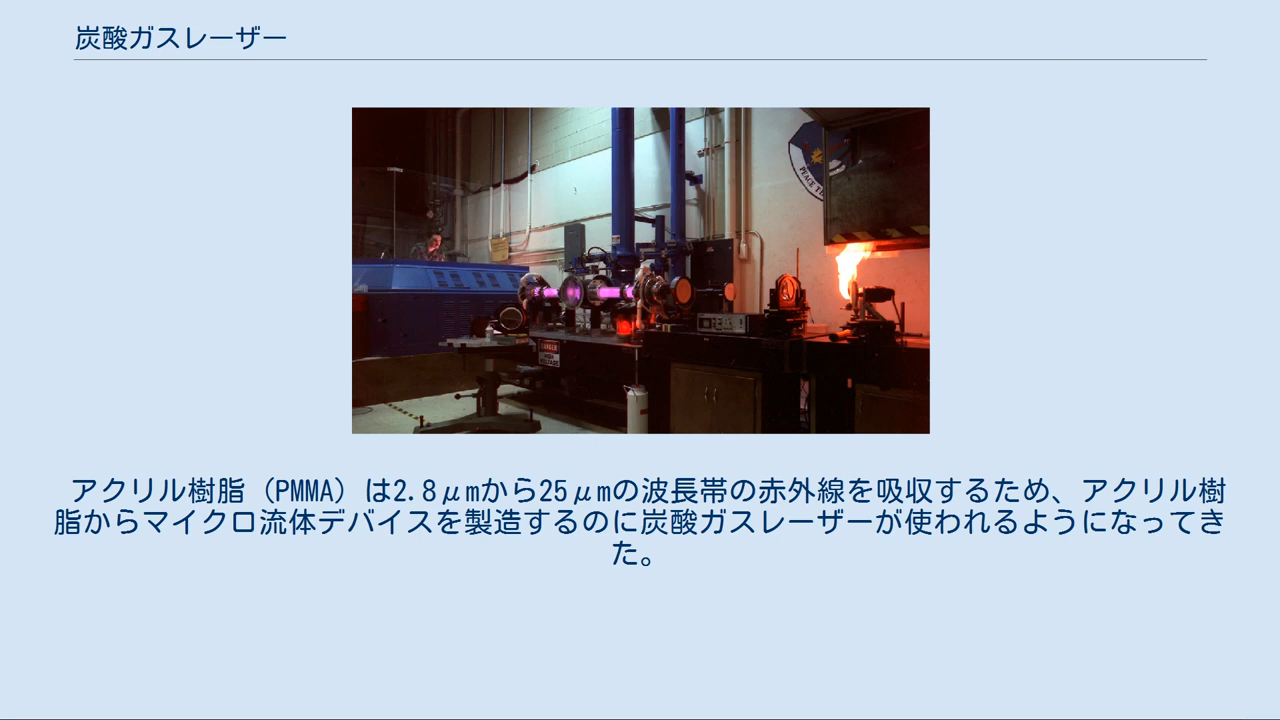 炭酸ガスレーザー
PEACE
DANGER
HIGH
VOLTAGE
アクリル樹脂（PMMA）は2.8μmから25μmの波長帯の赤外線を吸収するため、アクリル樹
脂からマイクロ流体デバイスを製造するのに炭酸ガスレーザーが使われるようになってき
た。